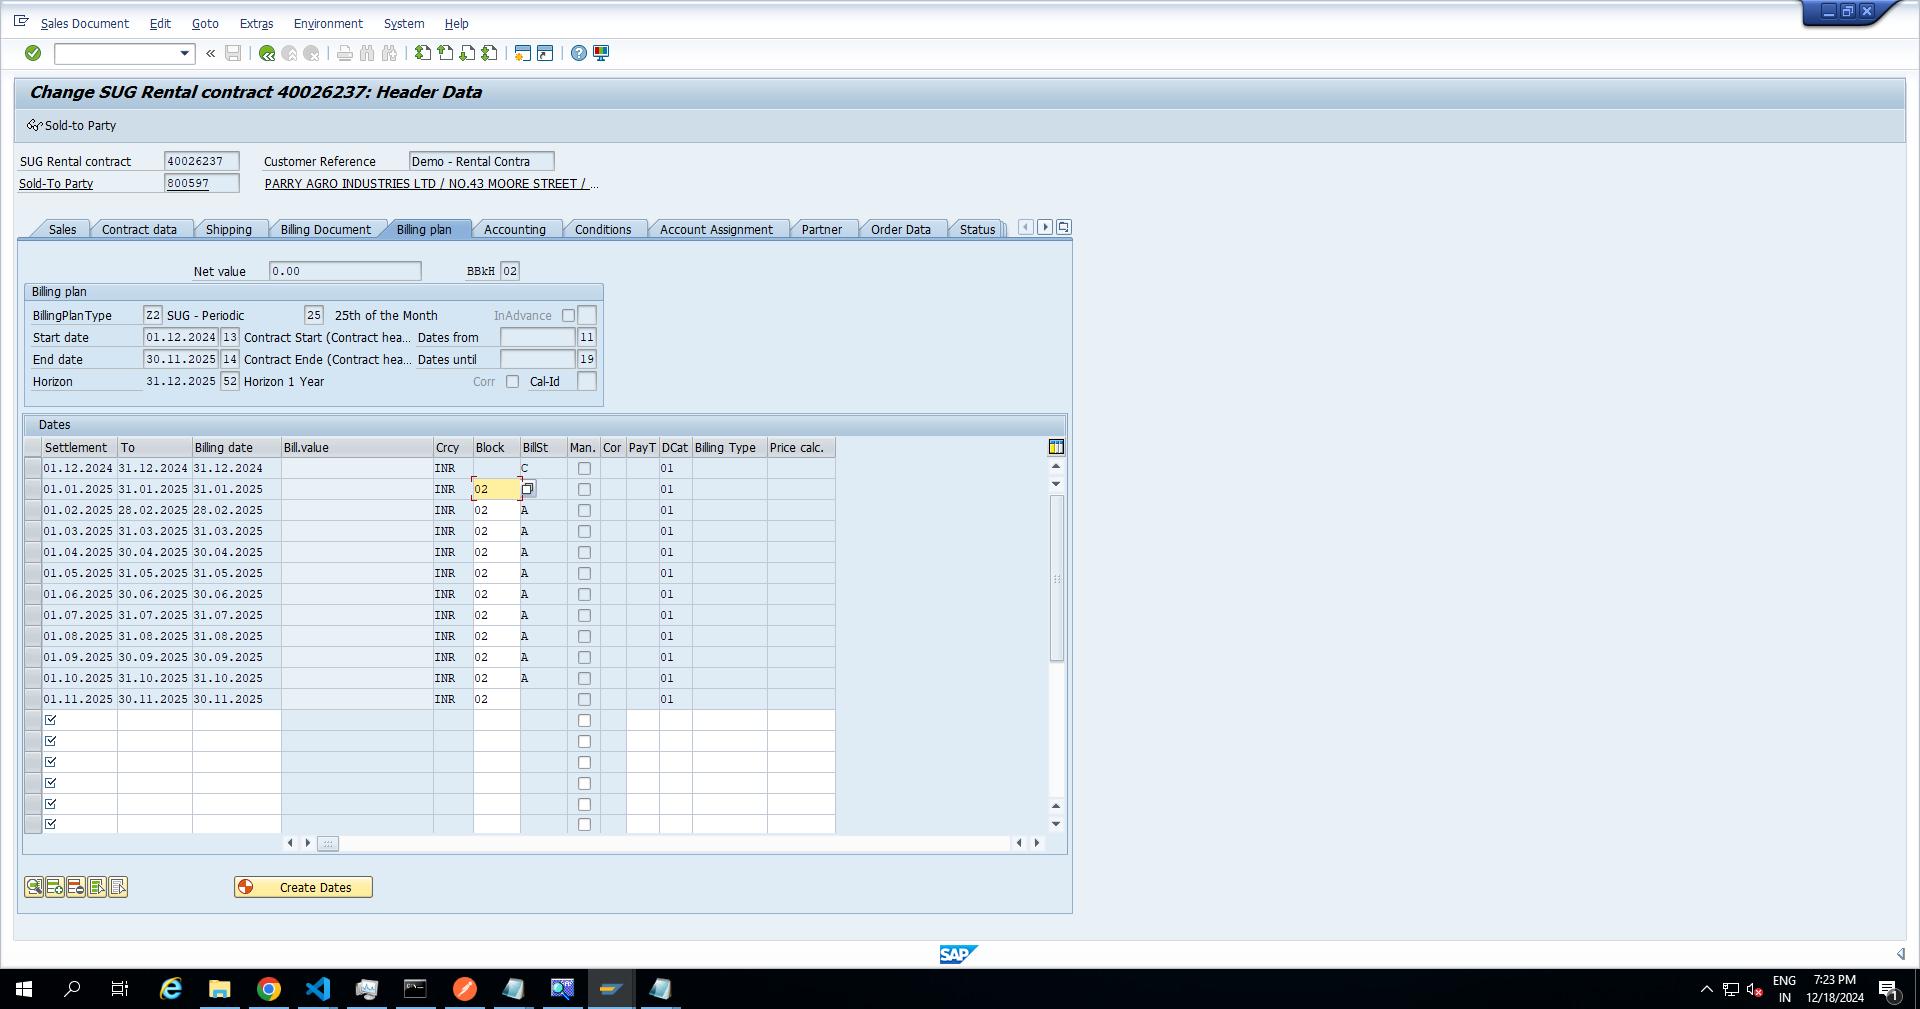 Sales Document Edit Goto Extras Environment System Help
Change SUG Rental contract 40026237: Header Data
Sold-to Party
SUG Rental contract 40026237 Customer Reference Demo - Rental Contra
Sold-To Party 800597 PARRY AGRO INDUSTRIES LTD / NO.43 MOORE STREET / ...
Sales Contract data Shipping Billing Document Billing plan Accounting Conditions Account Assignment Partner Order Data Status
Net value 0.00 BBkH 02
Billing plan
BillingPlanType Z2 SUG - Periodic 25 25th of the Month InAdvance
Start date 01.12.2024 13 Contract Start (Contract hea... Dates from 11
End date 30.11.2025 14 Contract Ende (Contract hea... Dates until 19
Horizon 31.12.2025 52 Horizon 1 Year Corr Cal-Id
Dates
Settlement To Billing date Bill.value Crcy Block BillSt Man. Cor PayT DCat Billing Type Price calc.
01.12.2024 31.12.2024 31.12.2024 INR C 01
01.01.2025 31.01.2025 31.01.2025 INR 02 01
01.02.2025 28.02.2025 28.02.2025 INR 02 A 01
01.03.2025 31.03.2025 31.03.2025 INR 02 A 01
01.04.2025 30.04.2025 30.04.2025 INR 02 A 01
01.05.2025 31.05.2025 31.05.2025 INR 02 A 01
01.06.2025 30.06.2025 30.06.2025 INR 02 A 01
01.07.2025 31.07.2025 31.07.2025 INR 02 A 01
01.08.2025 31.08.2025 31.08.2025 INR 02 A 01
01.09.2025 30.09.2025 30.09.2025 INR 02 A 01
01.10.2025 31.10.2025 31.10.2025 INR 02 A 01
01.11.2025 30.11.2025 30.11.2025 INR 02 01
Create Dates
SAP
ENG 7:23 PM
IN 12/18/2024 1